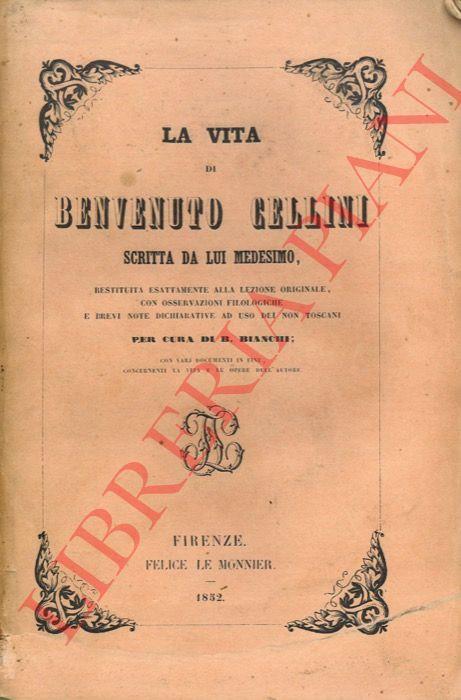 LA VITA
DI
BENVENUTO CELLINI
SCRITTA DA LUI MEDESIMO,
RESTITUITA ESATTAMENTE ALLA LEZIONE ORIGINALE,
CON OSSERVAZIONI FILOLOGICHE
E BREVI NOTE DICHIARATIVE AD USO DEI NON TOSCANI
PER CURA DI B. BIANCHI;
CON VARJ DOCUMENTI IN FINE,
CONCERNENTI LA VITA E LE OPERE DELL'AUTORE.
FIRENZE.
FELICE LE MONNIER.
1852.
LIBRERIA PIANI